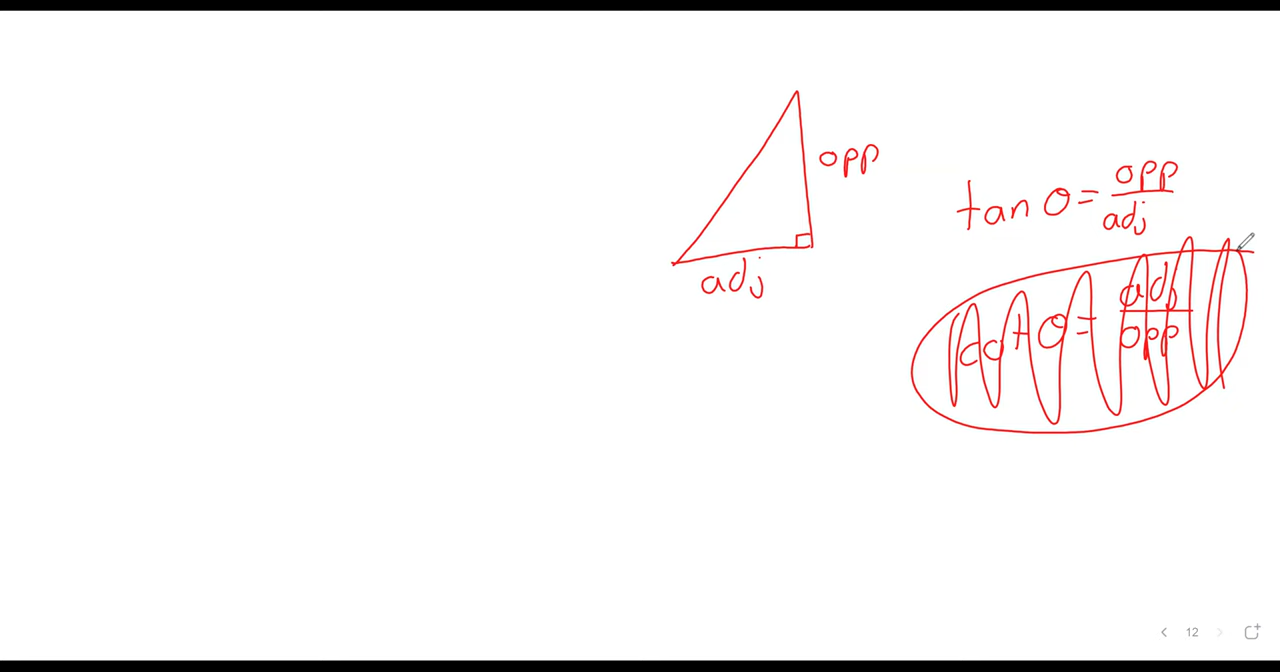 opp
adj
tan θ = opp/adj
cot θ = adj/opp
12